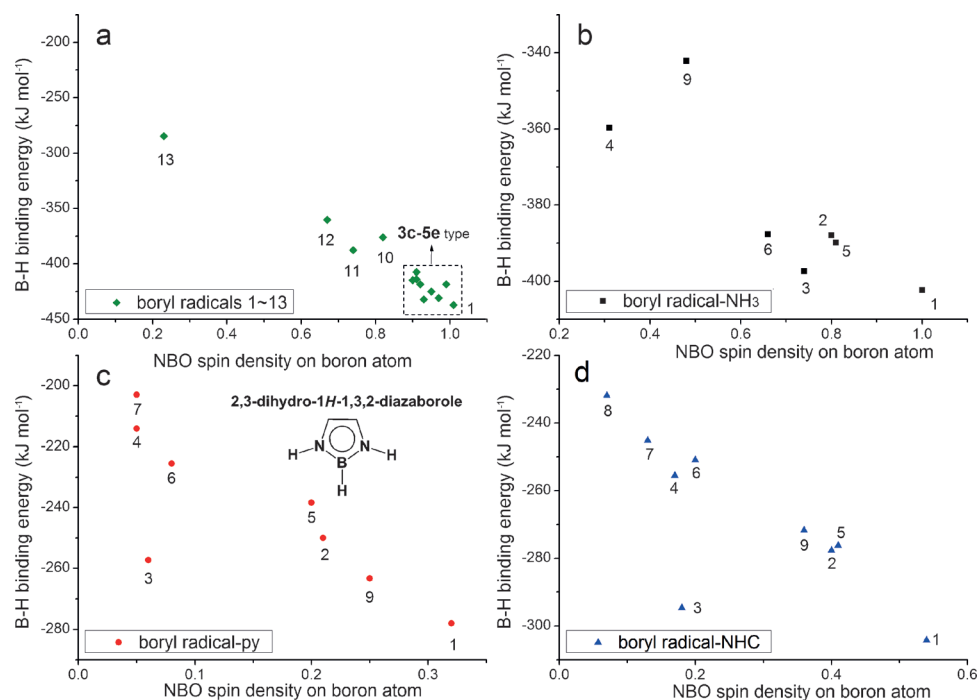 a
B-H binding energy (kJ mol⁻¹)
-200
-250
-300
-350
-400
-450
13
12
11
10
3c-5e type
1
boryl radicals 1~13
0.0 0.2 0.4 0.6 0.8 1.0
NBO spin density on boron atom
b
B-H binding energy (kJ mol⁻¹)
-340
-360
-380
-400
9
4
2
6
5
3
1
boryl radical-NH₃
0.2 0.4 0.6 0.8 1.0
NBO spin density on boron atom
c
B-H binding energy (kJ mol⁻¹)
-200
-220
-240
-260
-280
7
2,3-dihydro-1H-1,3,2-diazaborole
4
6
H N N H
B
H
5
2
3
9
1
boryl radical-py
0.0 0.1 0.2 0.3
NBO spin density on boron atom
d
B-H binding energy (kJ mol⁻¹)
-220
-240
-260
-280
-300
8
7
6
4
5
9
2
3
1
boryl radical-NHC
0.0 0.2 0.4 0.6
NBO spin density on boron atom